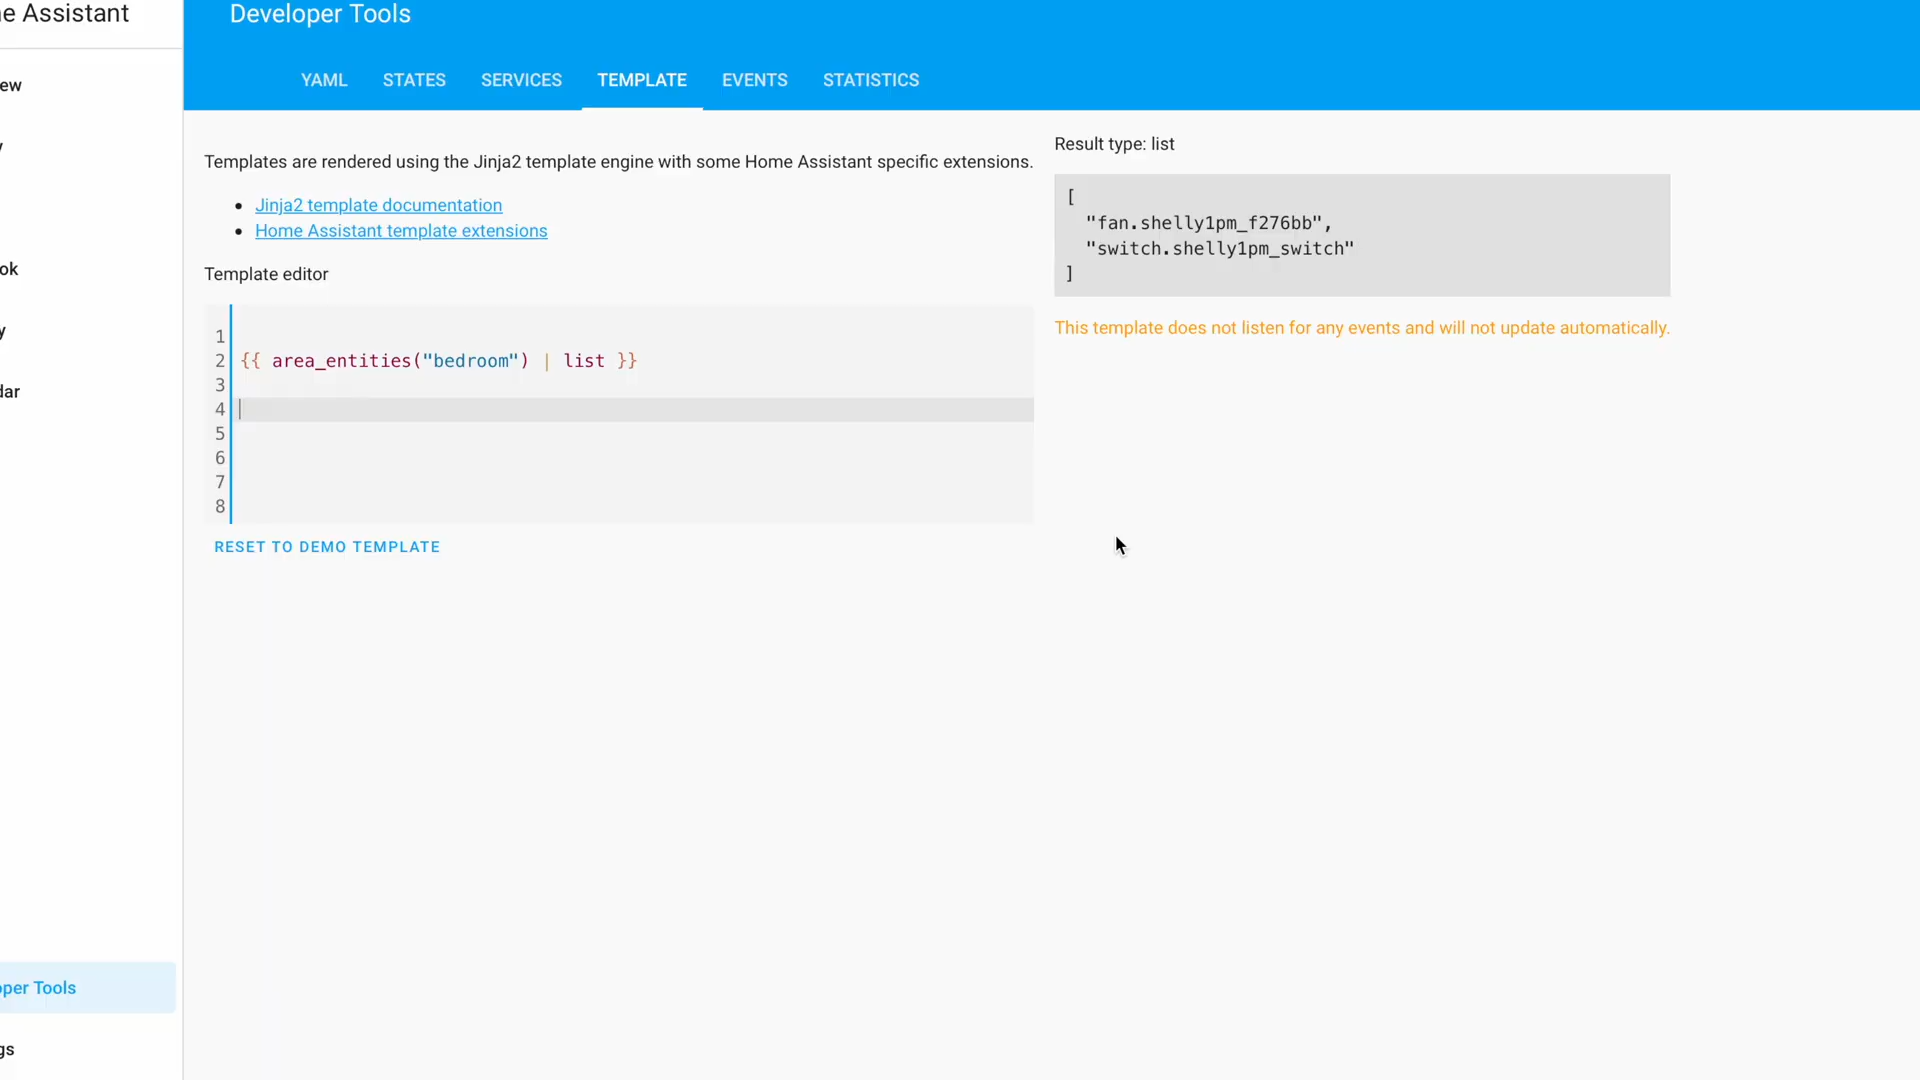 e Assistant
Developer Tools
YAML STATES SERVICES TEMPLATE EVENTS STATISTICS
ew
y
ok
y
dar
per Tools
gs
Templates are rendered using the Jinja2 template engine with some Home Assistant specific extensions.
Jinja2 template documentation
Home Assistant template extensions
Template editor
1
2 {{ area_entities("bedroom") | list }}
3
4
5
6
7
8
RESET TO DEMO TEMPLATE
Result type: list
[
"fan.shelly1pm_f276bb",
"switch.shelly1pm_switch"
]
This template does not listen for any events and will not update automatically.